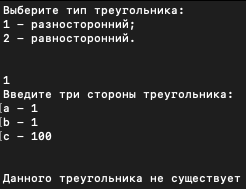 Выберите тип треугольника:
1 – разносторонний;
2 – равносторонний.
1
Введите три стороны треугольника:
[a – 1
[b – 1
[c – 100
Данного треугольника не существует